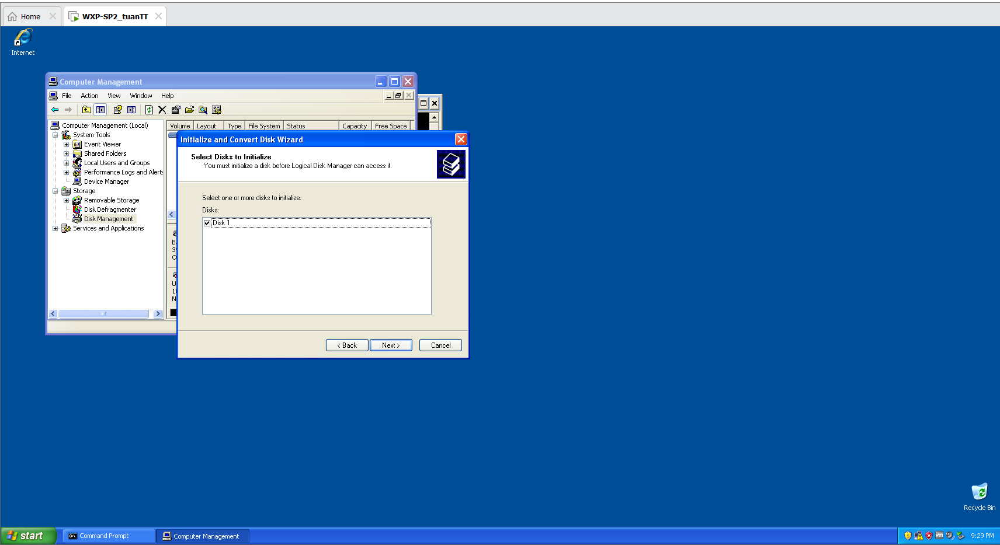 Home
WXP-SP2_tuanTT
Internet
Computer Management
File Action View Window Help
Computer Management (Local)
System Tools
Event Viewer
Shared Folders
Local Users and Groups
Performance Logs and Alert
Device Manager
Storage
Removable Storage
Disk Defragmenter
Disk Management
Services and Applications
Volume Layout Type File System Status Capacity Free Space
Initialize and Convert Disk Wizard
Select Disks to Initialize
You must initialize a disk before Logical Disk Manager can access it.
Select one or more disks to initialize.
Disks:
Disk 1
< Back Next > Cancel
Recycle Bin
start
Command Prompt
Computer Management
9:29 PM